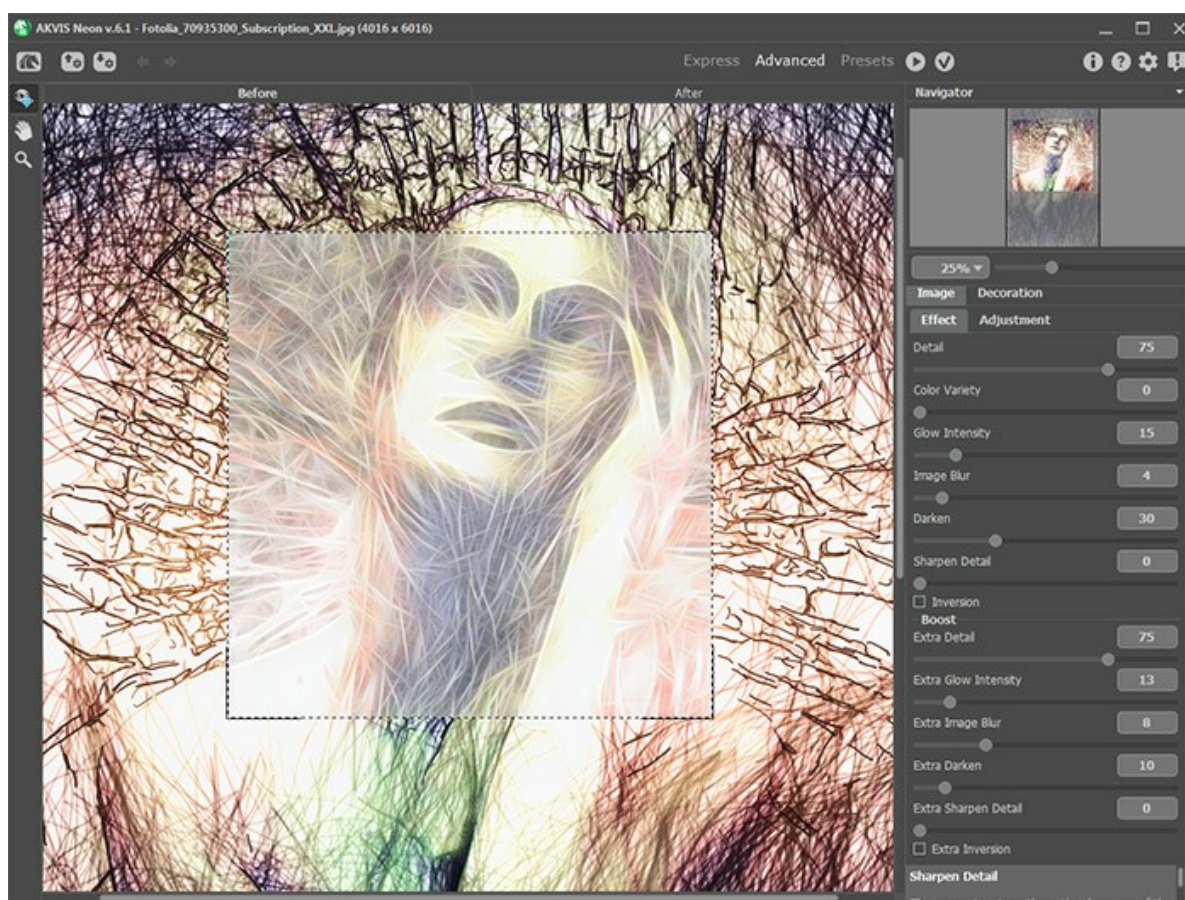 AKVIS Neon v.6.1 - Fotolia_70935300_Subscription_XXL.jpg (4016 x 6016)
Express Advanced Presets
Before After
Navigator
25%
Image Decoration
Effect Adjustment
Detail 75
Color Variety 0
Glow Intensity 15
Image Blur 4
Darken 30
Sharpen Detail 0
Inversion
Boost
Extra Detail 75
Extra Glow Intensity 13
Extra Image Blur 8
Extra Darken 10
Extra Sharpen Detail 0
Extra Inversion
Sharpen Detail